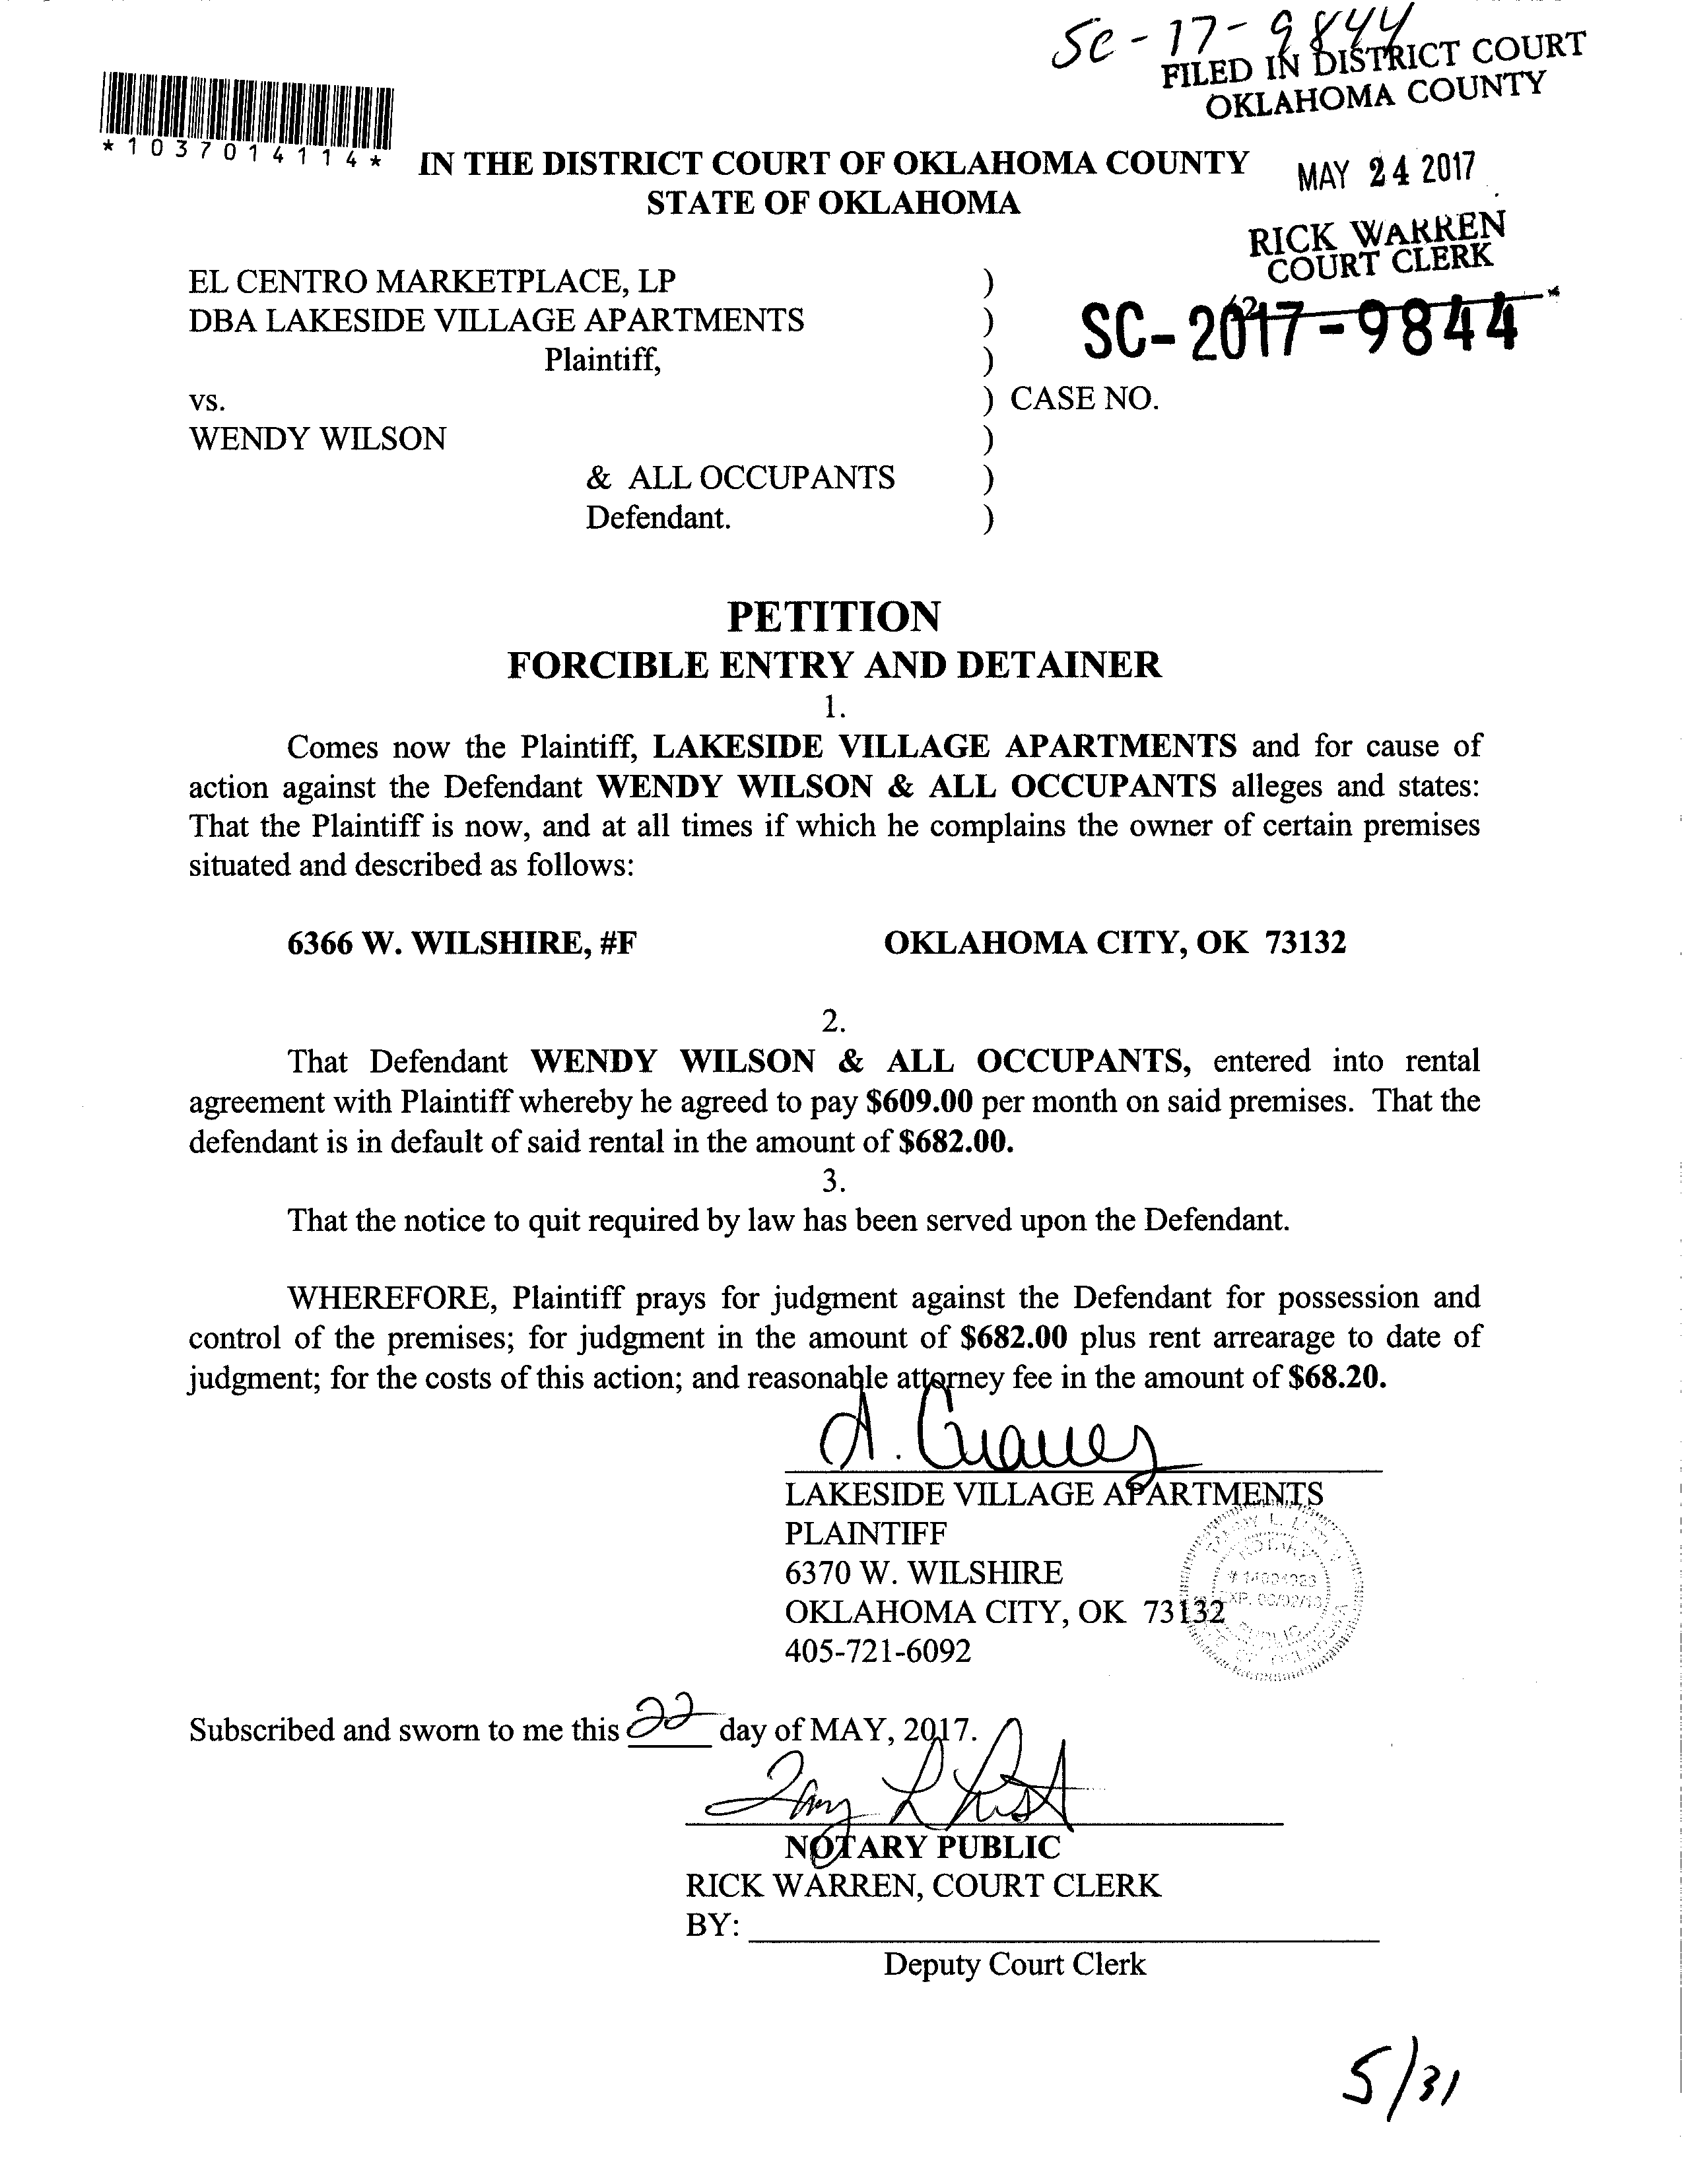 SC-17-9844
FILED IN DISTRICT COURT
OKLAHOMA COUNTY
*1037014114*
IN THE DISTRICT COURT OF OKLAHOMA COUNTY
STATE OF OKLAHOMA
MAY 24 2017
RICK WARREN
COURT CLERK
EL CENTRO MARKETPLACE, LP )
DBA LAKESIDE VILLAGE APARTMENTS )
Plaintiff, )
SC-2017-9844
vs. ) CASE NO.
WENDY WILSON )
& ALL OCCUPANTS )
Defendant. )
PETITION
FORCIBLE ENTRY AND DETAINER
1.
Comes now the Plaintiff, LAKESIDE VILLAGE APARTMENTS and for cause of
action against the Defendant WENDY WILSON & ALL OCCUPANTS alleges and states:
That the Plaintiff is now, and at all times if which he complains the owner of certain premises
situated and described as follows:
6366 W. WILSHIRE, #F OKLAHOMA CITY, OK 73132
2.
That Defendant WENDY WILSON & ALL OCCUPANTS, entered into rental
agreement with Plaintiff whereby he agreed to pay $609.00 per month on said premises. That the
defendant is in default of said rental in the amount of $682.00.
3.
That the notice to quit required by law has been served upon the Defendant.
WHEREFORE, Plaintiff prays for judgment against the Defendant for possession and
control of the premises; for judgment in the amount of $682.00 plus rent arrearage to date of
judgment; for the costs of this action; and reasonable attorney fee in the amount of $68.20.
A. Graves
LAKESIDE VILLAGE APARTMENTS
PLAINTIFF
6370 W. WILSHIRE
OKLAHOMA CITY, OK 73132
405-721-6092
NOTARY
PUBLIC
Subscribed and sworn to me this 22 day of MAY, 2017.
NOTARY PUBLIC
RICK WARREN, COURT CLERK
BY:
Deputy Court Clerk
5/31